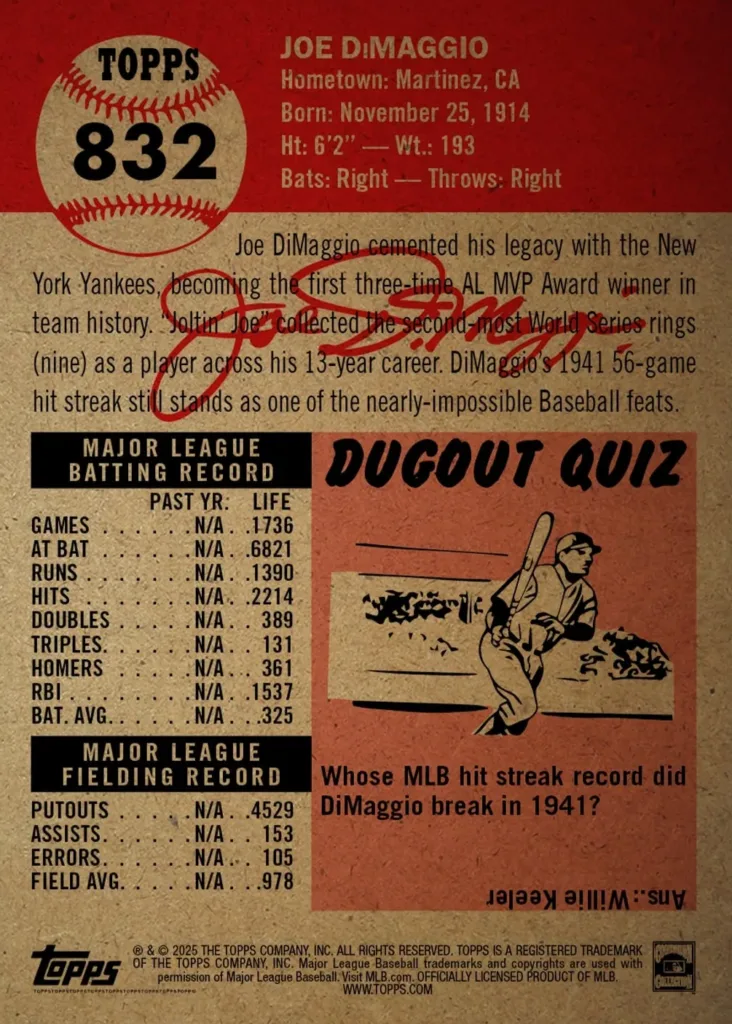 TOPPS
832
JOE DiMAGGIO
Hometown: Martinez, CA
Born: November 25, 1914
Ht: 6'2" — Wt.: 193
Bats: Right — Throws: Right
Joe DiMaggio cemented his legacy with the New
York Yankees, becoming the first three-time AL MVP Award winner in
team history. "Joltin' Joe" collected the second-most World Series rings
(nine) as a player across his 13-year career. DiMaggio's 1941 56-game
hit streak still stands as one of the nearly-impossible Baseball feats.
Joe DiMaggio
MAJOR LEAGUE
BATTING RECORD
PAST YR: LIFE
GAMES . . . . . . N/A . .1736
AT BAT . . . . . . N/A . .6821
RUNS . . . . . . . N/A . .1390
HITS . . . . . . . N/A . .2214
DOUBLES . . . . N/A . . 389
TRIPLES. . . . . . N/A . . 131
HOMERS . . . . . N/A . . 361
RBI . . . . . . . . N/A . .1537
BAT. AVG. . . . . N/A . . .325
MAJOR LEAGUE
FIELDING RECORD
PUTOUTS . . . . N/A . .4529
ASSISTS. . . . . . N/A . . 153
ERRORS. . . . . . N/A . . 105
FIELD AVG. . . . . N/A . . .978
DUGOUT QUIZ
Whose MLB hit streak record did
DiMaggio break in 1941?
Ans.: Willie Keeler
Topps
® & © 2025 THE TOPPS COMPANY, INC. ALL RIGHTS RESERVED. TOPPS IS A REGISTERED TRADEMARK
OF THE TOPPS COMPANY, INC. Major League Baseball trademarks and copyrights are used with
permission of Major League Baseball. Visit MLB.com. OFFICIALLY LICENSED PRODUCT OF MLB.
WWW.TOPPS.COM